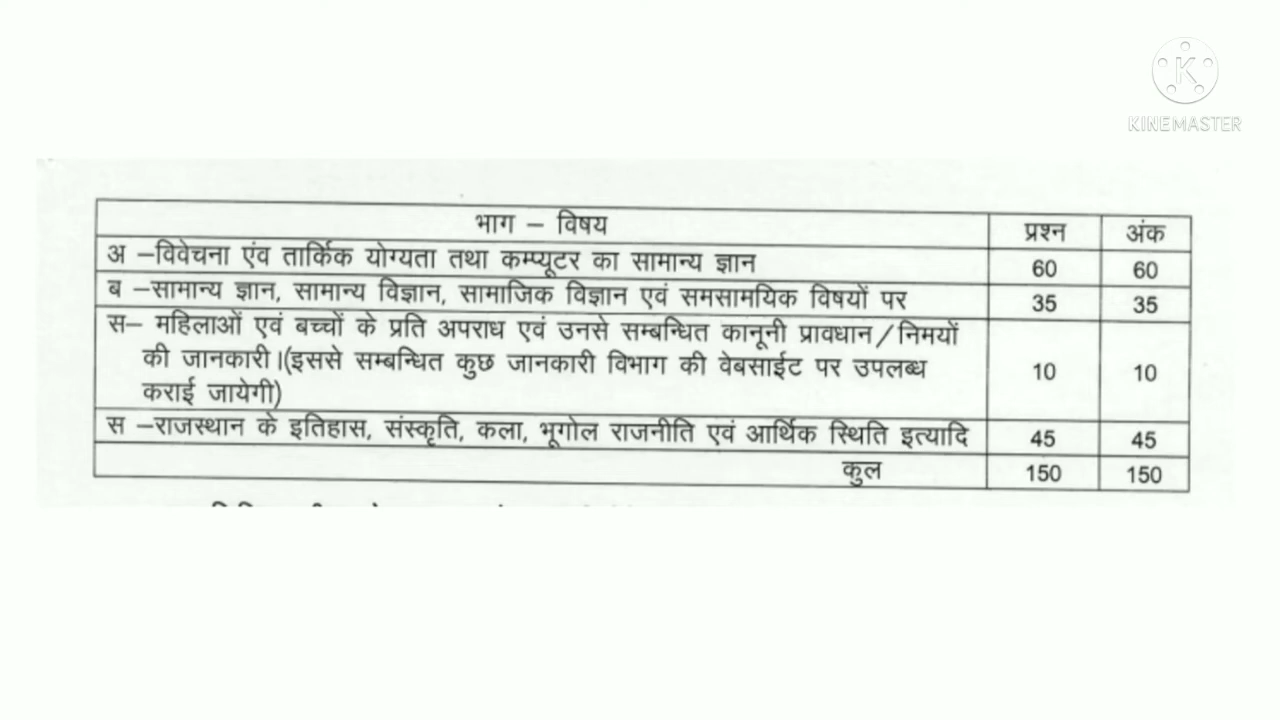 KINEMASTER
भाग – विषय प्रश्न अंक
अ –विवेचना एंव तार्किक योग्यता तथा कम्प्यूटर का सामान्य ज्ञान 60 60
ब –सामान्य ज्ञान, सामान्य विज्ञान, सामाजिक विज्ञान एवं समसामयिक विषयों पर 35 35
स– महिलाओं एवं बच्चों के प्रति अपराध एवं उनसे सम्बन्धित कानूनी प्रावधान/निमयों
की जानकारी।(इससे सम्बन्धित कुछ जानकारी विभाग की वेबसाईट पर उपलब्ध 10 10
कराई जायेगी)
स –राजस्थान के इतिहास, संस्कृति, कला, भूगोल राजनीति एवं आर्थिक स्थिति इत्यादि 45 45
कुल 150 150